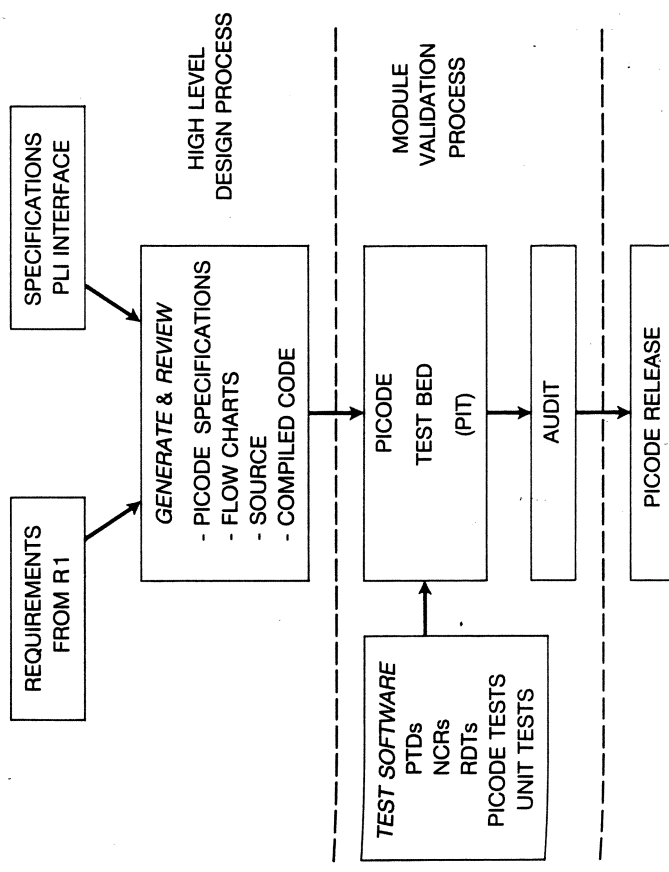 REQUIREMENTS
FROM R1
SPECIFICATIONS
PLI INTERFACE
GENERATE & REVIEW
- PICODE SPECIFICATIONS
- FLOW CHARTS
- SOURCE
- COMPILED CODE
HIGH LEVEL
DESIGN PROCESS
TEST SOFTWARE
PTDs
NCRs
RDTs
PICODE TESTS
UNIT TESTS
PICODE
TEST BED
(PIT)
MODULE
VALIDATION
PROCESS
AUDIT
PICODE RELEASE